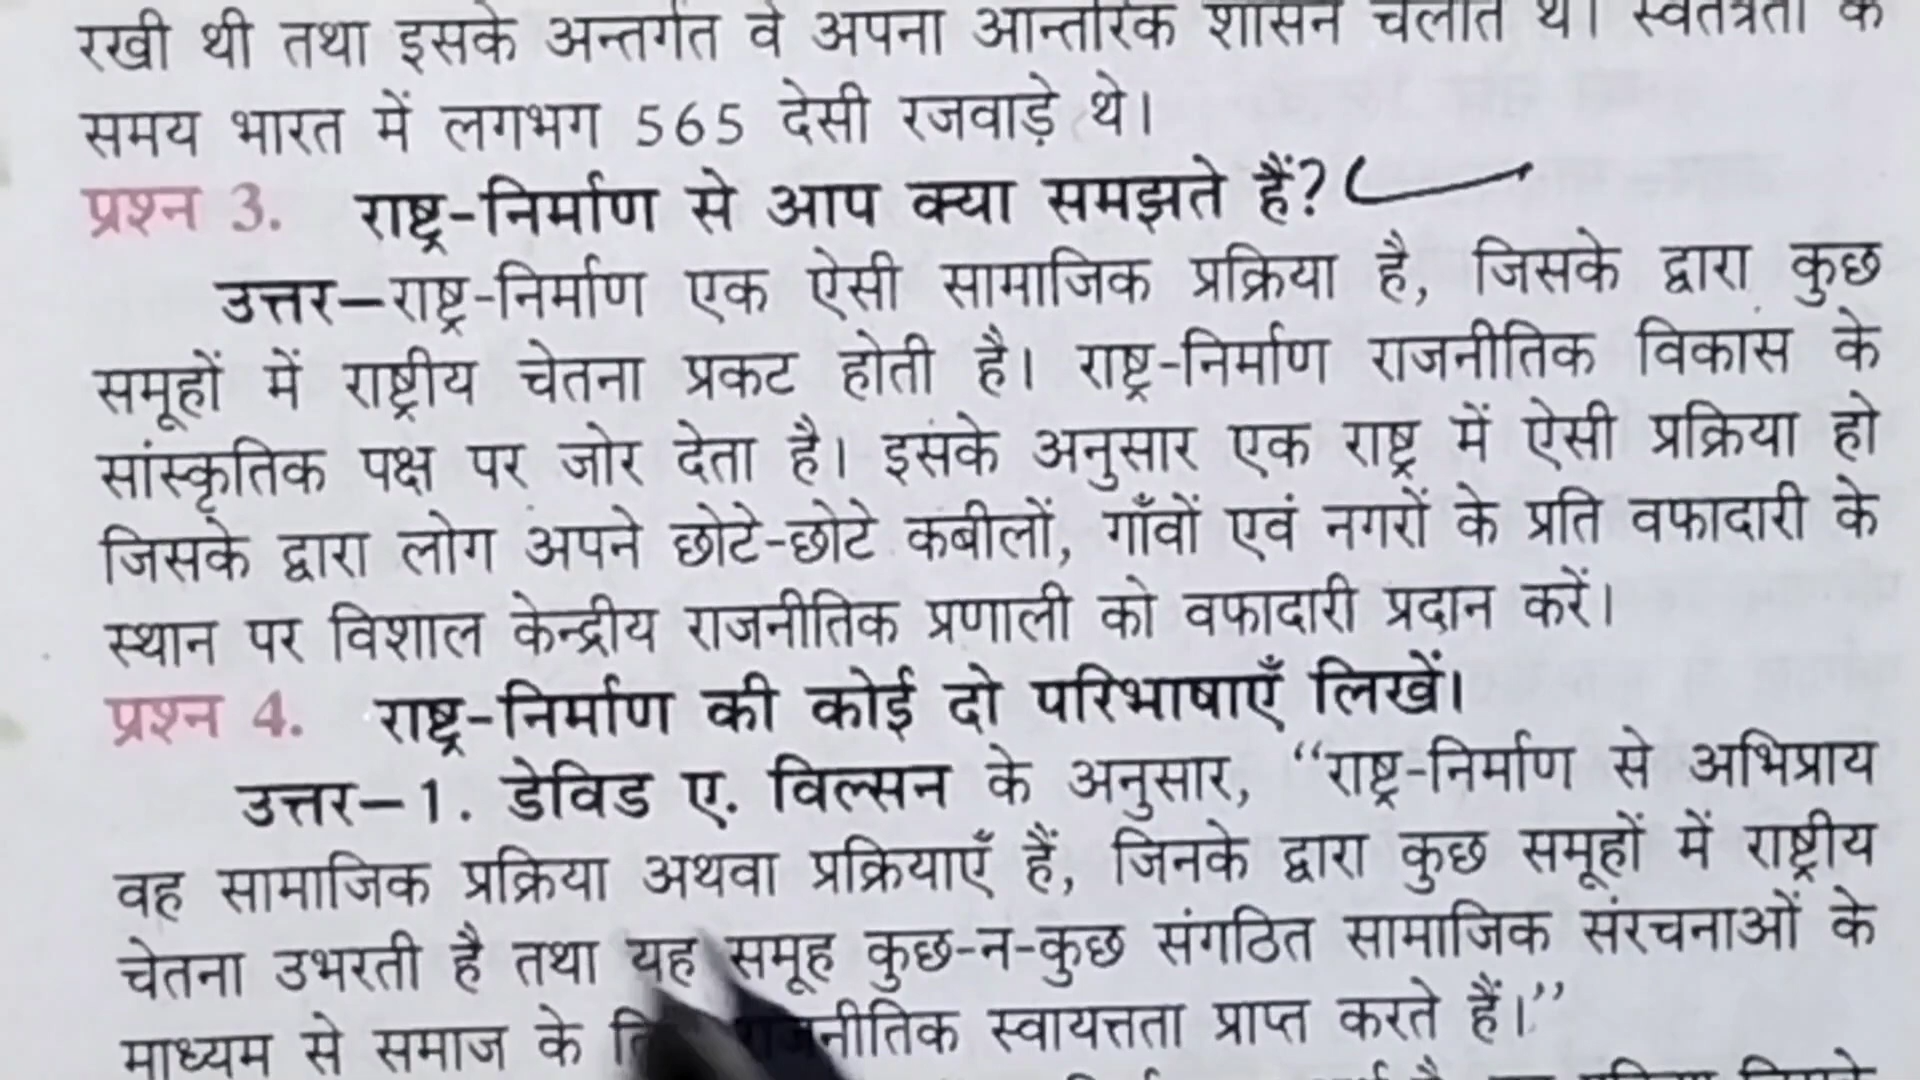 रखी थी तथा इसके अन्तर्गत वे अपना आन्तरिक शासन चलाते थे। स्वतंत्रता के
समय भारत में लगभग 565 देसी रजवाड़े थे।
प्रश्न 3. राष्ट्र-निर्माण से आप क्या समझते हैं?
उत्तर—राष्ट्र-निर्माण एक ऐसी सामाजिक प्रक्रिया है, जिसके द्वारा कुछ
समूहों में राष्ट्रीय चेतना प्रकट होती है। राष्ट्र-निर्माण राजनीतिक विकास के
सांस्कृतिक पक्ष पर जोर देता है। इसके अनुसार एक राष्ट्र में ऐसी प्रक्रिया हो
जिसके द्वारा लोग अपने छोटे-छोटे कबीलों, गाँवों एवं नगरों के प्रति वफादारी के
स्थान पर विशाल केन्द्रीय राजनीतिक प्रणाली को वफादारी प्रदान करें।
प्रश्न 4. राष्ट्र-निर्माण की कोई दो परिभाषाएँ लिखें।
उत्तर—1. डेविड ए. विल्सन के अनुसार, “राष्ट्र-निर्माण से अभिप्राय
वह सामाजिक प्रक्रिया अथवा प्रक्रियाएँ हैं, जिनके द्वारा कुछ समूहों में राष्ट्रीय
चेतना उभरती है तथा यह समूह कुछ-न-कुछ संगठित सामाजिक संरचनाओं के
माध्यम से समाज के राजनीतिक स्वायत्तता प्राप्त करते हैं।”